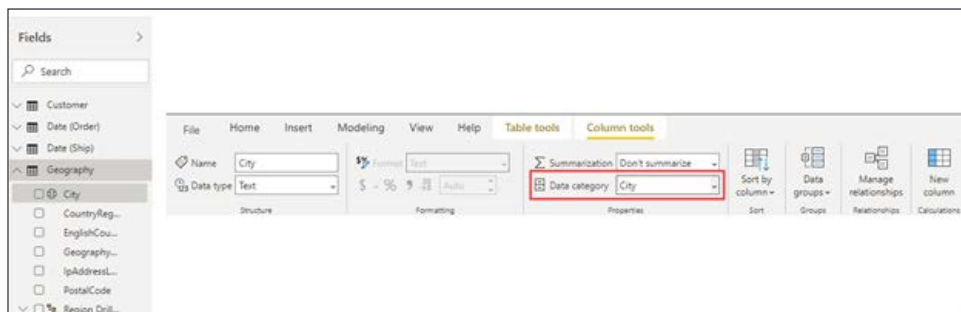 Fields
Search
Customer
Date (Order)
Date (Ship)
Geography
City
CountryReg...
EnglishCou...
Geography...
IpAddressL...
PostalCode
Region Drill...
File Home Insert Modeling View Help Table tools Column tools
Name City
Data type Text
Structure
Format Text
$ % Auto
Formatting
Summarization Don't summarize
Data category City
Properties
Sort by column
Sort
Data groups
Groups
Manage relationships
Relationships
New column
Calculations